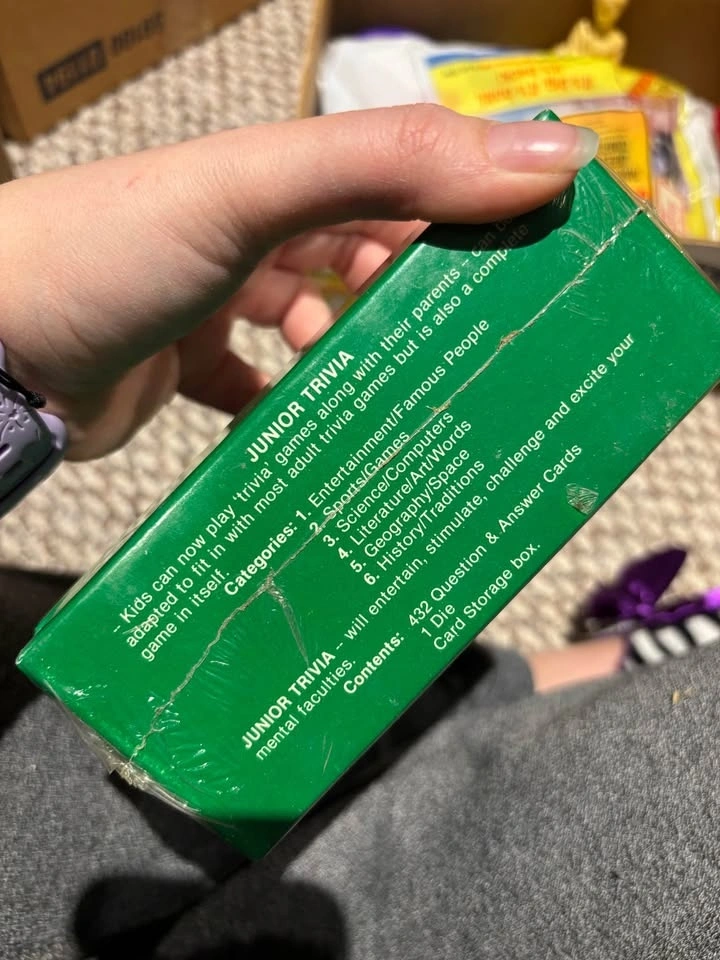 JUNIOR TRIVIA
Kids can now play 'trivia' games along with their parents – can be
adapted to fit in with most adult trivia games but is also a complete
game in itself.
Categories: 1. Entertainment/Famous People
2. Sports/Games
3. Science/Computers
4. Literature/Art/Words
5. Geography/Space
6. History/Traditions
JUNIOR TRIVIA – will entertain, stimulate, challenge and excite your
mental faculties.
Contents: 432 Question & Answer Cards
1 Die
Card Storage box.